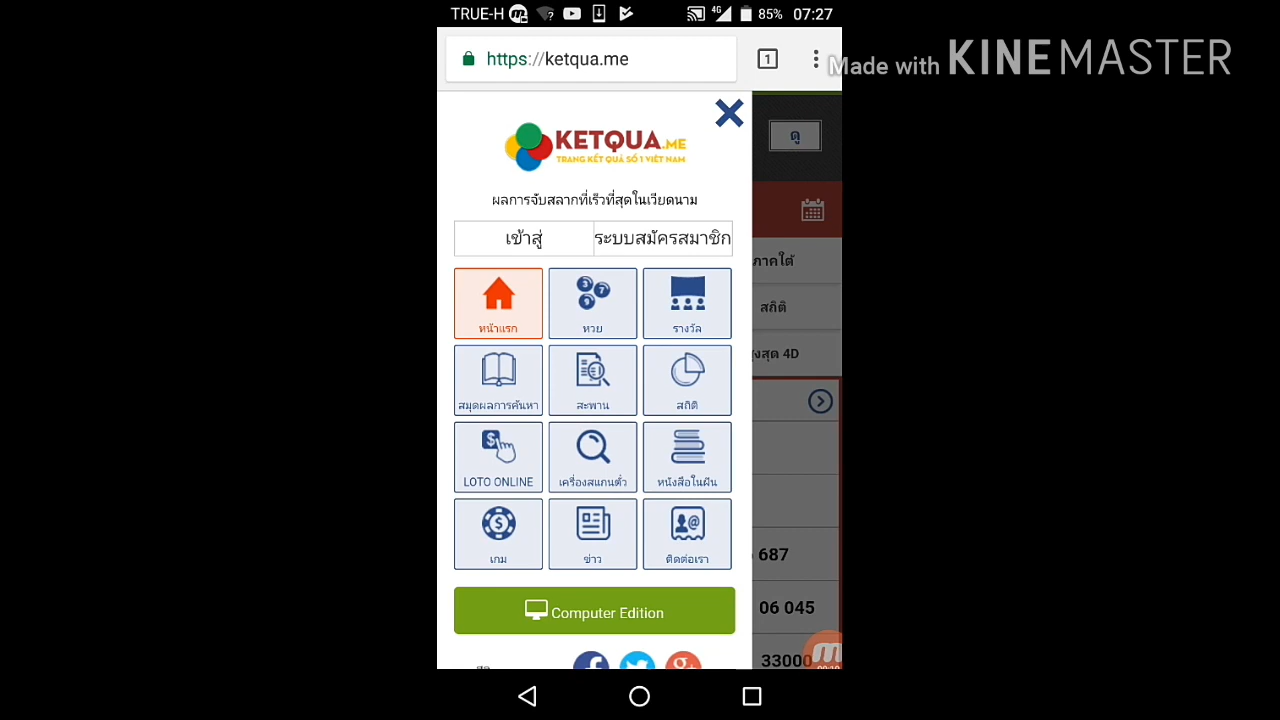 TRUE-H
4G
85%
07:27
https://ketqua.me
1
Made with KINEMASTER
KETQUA.ME
TRANG KẾT QUẢ SỐ 1 VIỆT NAM
ดู
ผลการจับสลากที่เร็วที่สุดในเวียดนาม
เข้าสู่
ระบบสมัครสมาชิก
ภาคใต้
หน้าแรก
หวย
รางวัล
สถิติ
สมุดผลการค้นหา
สะพาน
สถิติ
งสุด 4D
LOTO ONLINE
เครื่องสแกนตั๋ว
หนังสือในฝัน
เกม
ข่าว
ติดต่อเรา
687
Computer Edition
06 045
33000